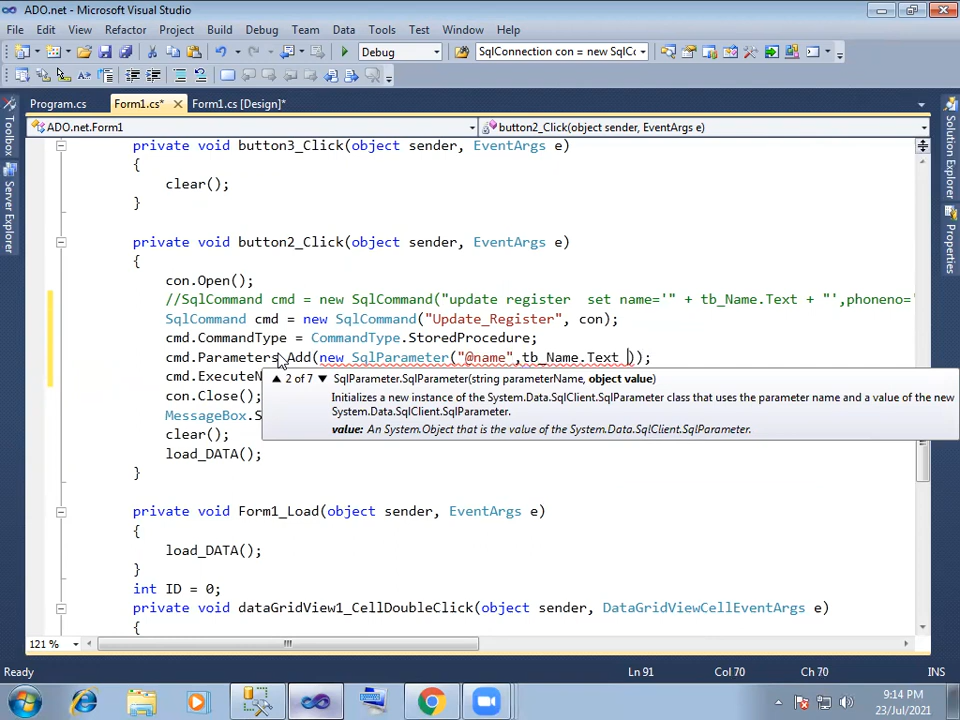 ADO.net - Microsoft Visual Studio
File Edit View Refactor Project Build Debug Team Data Tools Test Window Help
Debug SqlConnection con = new SqlCo
Program.cs Form1.cs* Form1.cs [Design]*
ADO.net.Form1 button2_Click(object sender, EventArgs e)
Toolbox
Server Explorer
Solution Explorer
Properties
private void button3_Click(object sender, EventArgs e)
{
clear();
}
private void button2_Click(object sender, EventArgs e)
{
con.Open();
//SqlCommand cmd = new SqlCommand("update register  set name='" + tb_Name.Text + "',phoneno='
SqlCommand cmd = new SqlCommand("Update_Register", con);
cmd.CommandType = CommandType.StoredProcedure;
cmd.Parameters.Add(new SqlParameter("@name",tb_Name.Text ));
cmd.ExecuteN
2 of 7 SqlParameter.SqlParameter(string parameterName, object value)
Initializes a new instance of the System.Data.SqlClient.SqlParameter class that uses the parameter name and a value of the new
System.Data.SqlClient.SqlParameter.
value: An System.Object that is the value of the System.Data.SqlClient.SqlParameter.
con.Close();
MessageBox.S
clear();
load_DATA();
}
private void Form1_Load(object sender, EventArgs e)
{
load_DATA();
}
int ID = 0;
private void dataGridView1_CellDoubleClick(object sender, DataGridViewCellEventArgs e)
{
121 %
Ready Ln 91 Col 70 Ch 70 INS
9:14 PM
23/Jul/2021